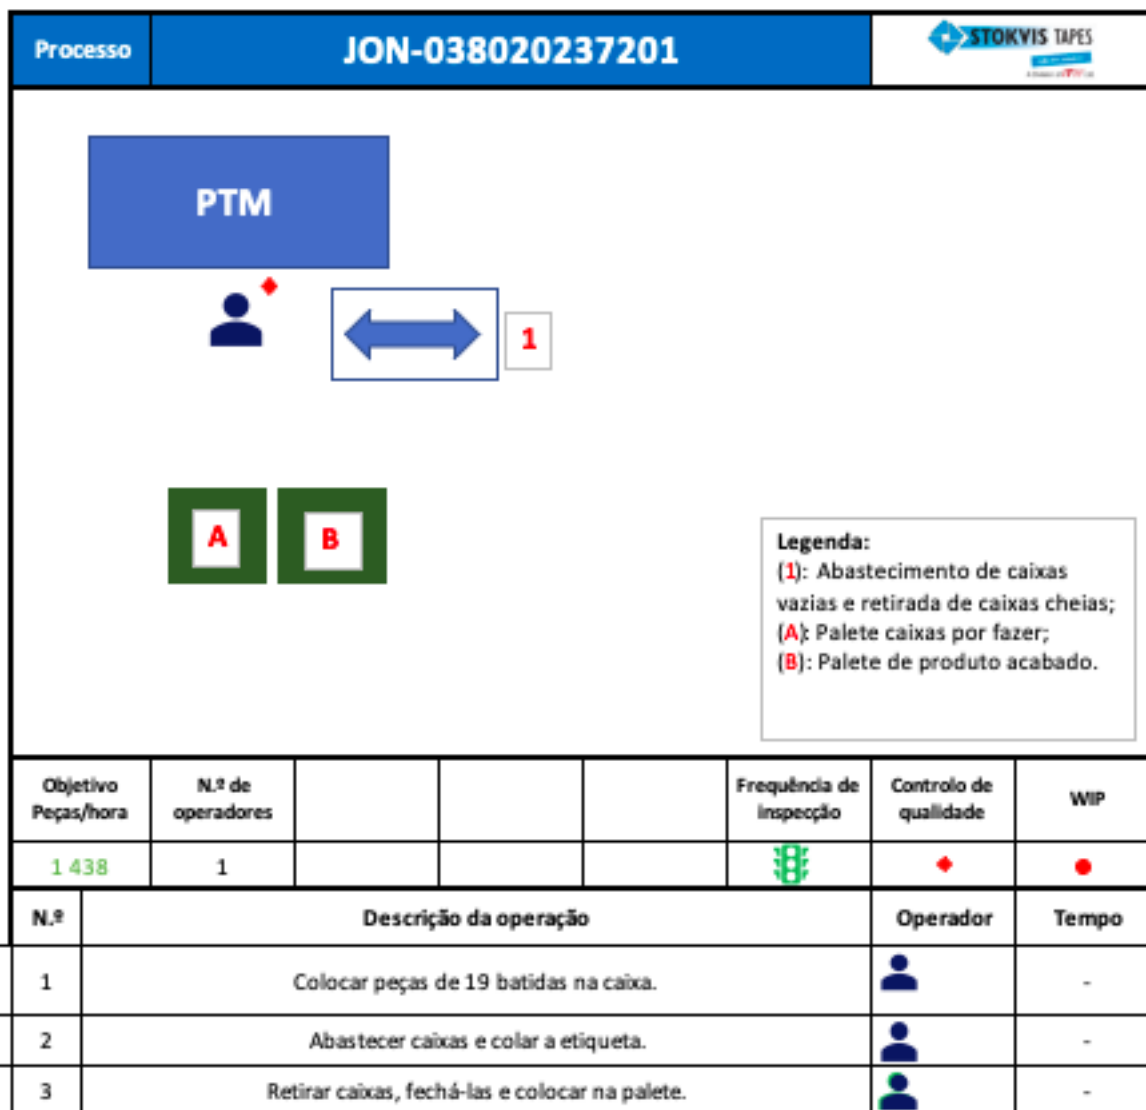 Processo
JON-038020237201
STOKVIS TAPES
PTM
1
A
B
Legenda:
(1): Abastecimento de caixas
vazias e retirada de caixas cheias;
(A): Palete caixas por fazer;
(B): Palete de produto acabado.
Objetivo
Peças/hora
N.º de
operadores
Frequência de
inspecção
Controlo de
qualidade
WIP
1 438
1
N.º
Descrição da operação
Operador
Tempo
1
Colocar peças de 19 batidas na caixa.
-
2
Abastecer caixas e colar a etiqueta.
-
3
Retirar caixas, fechá-las e colocar na palete.
-